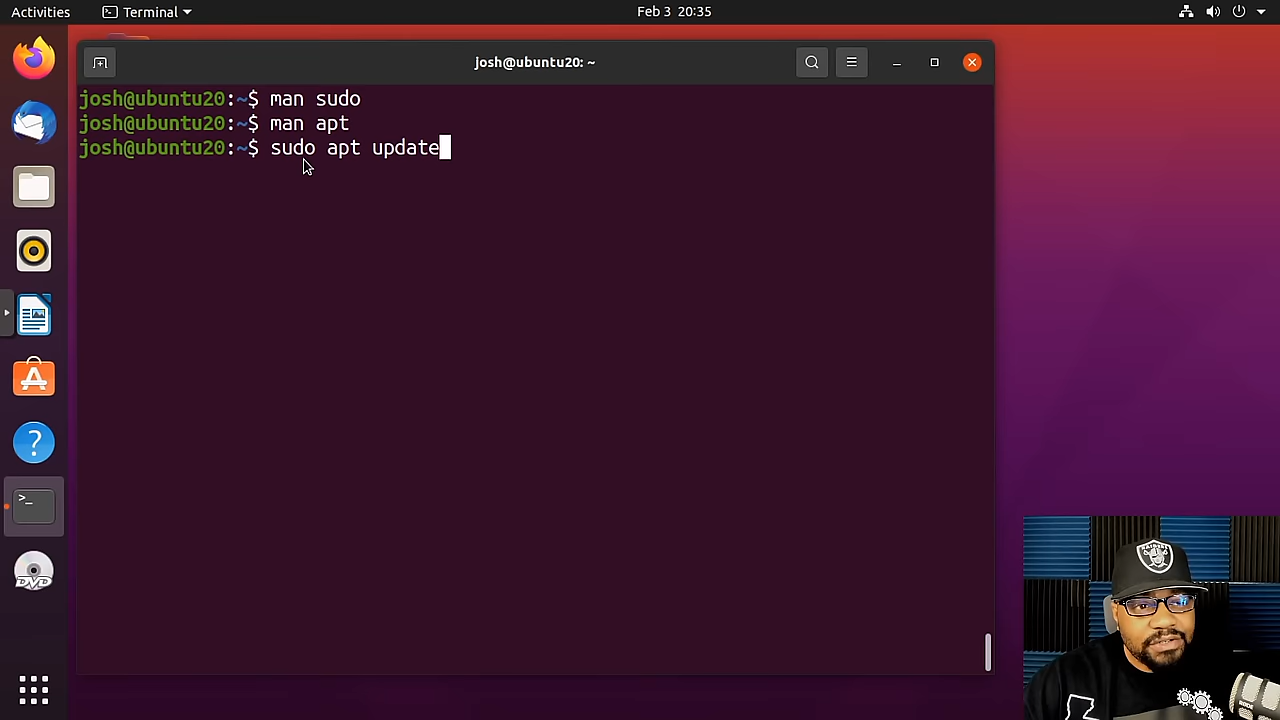 Activities
Terminal
Feb 3 20:35
josh@ubuntu20: ~
josh@ubuntu20:~$ man sudo
josh@ubuntu20:~$ man apt
josh@ubuntu20:~$ sudo apt update
>_
?
DVD
RAIDERS